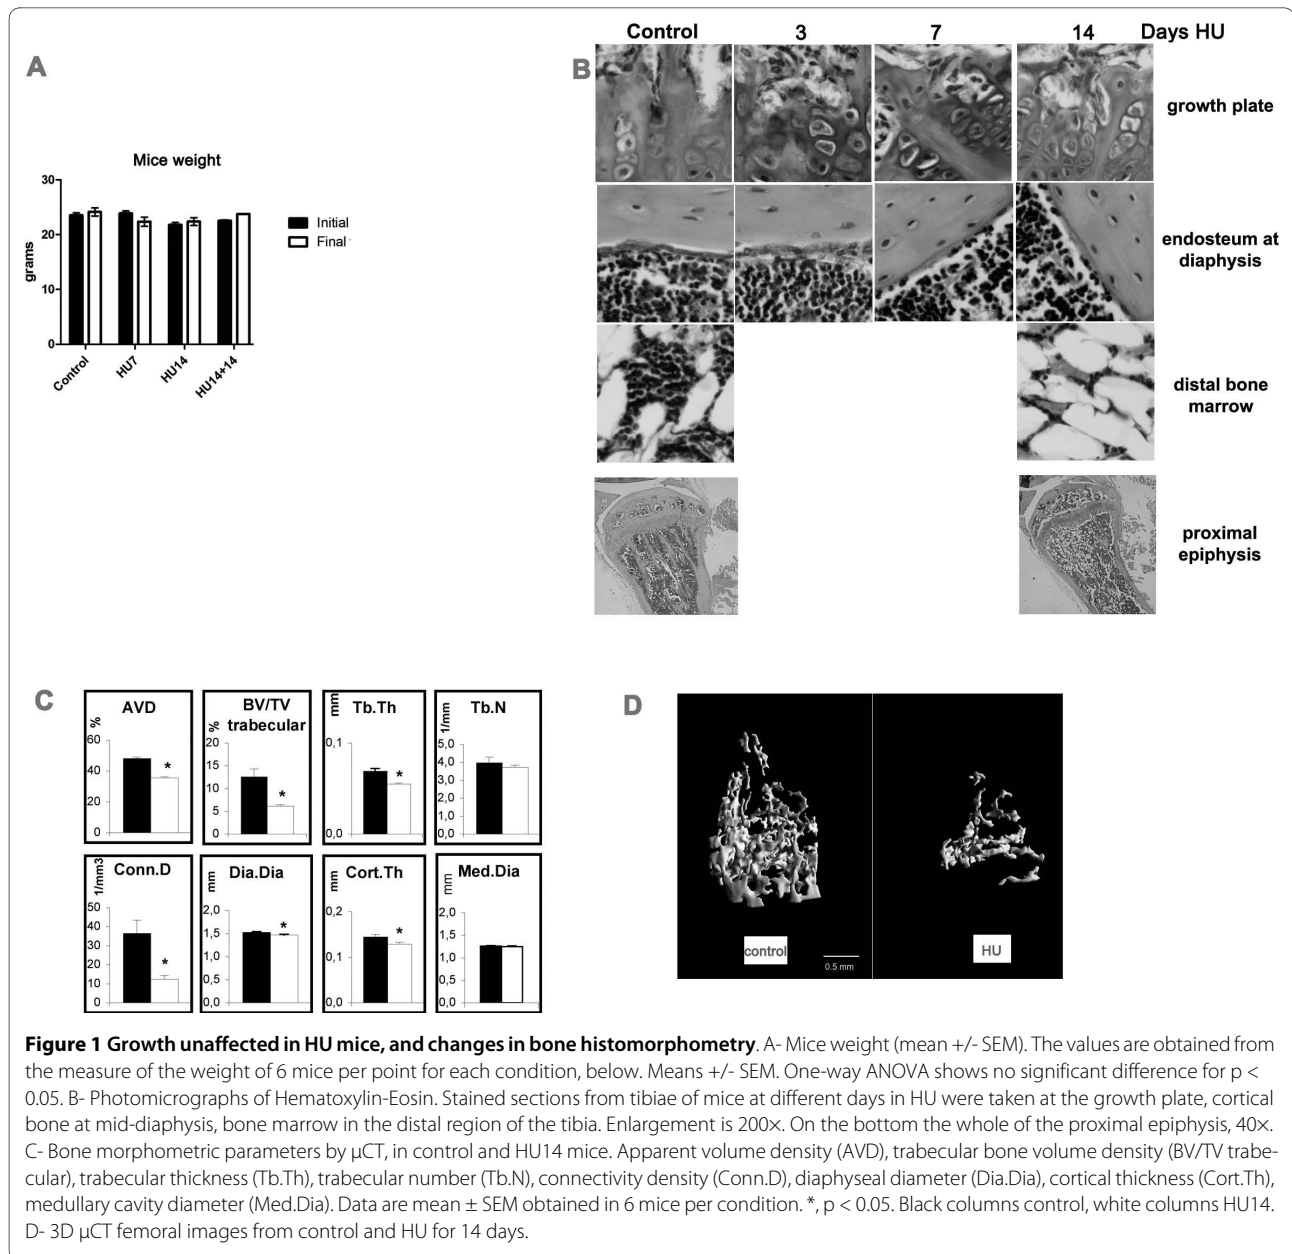 A
Mice weight
30
20
10
0
grams
Control
HU7
HU14
HU14+14
Initial
Final
B
Control 3 7 14 Days HU
growth plate
endosteum at
diaphysis
distal bone
marrow
proximal
epiphysis
C
AVD
%
60
40
20
0
*
BV/TV
trabecular
%
20
15
10
5
0
*
Tb.Th
mm
0,1
0,0
*
Tb.N
1/mm
5,0
4,0
3,0
2,0
1,0
0,0
Conn.D
1/mm3
50
40
30
20
10
0
*
Dia.Dia
mm
2,0
1,5
1,0
0,5
0,0
*
Cort.Th
mm
0,2
0,1
0,0
*
Med.Dia
mm
2,0
1,5
1,0
0,5
0,0
D
control
0.5 mm
HU
Figure 1 Growth unaffected in HU mice, and changes in bone histomorphometry. A- Mice weight (mean +/- SEM). The values are obtained from
the measure of the weight of 6 mice per point for each condition, below. Means +/- SEM. One-way ANOVA shows no significant difference for p <
0.05. B- Photomicrographs of Hematoxylin-Eosin. Stained sections from tibiae of mice at different days in HU were taken at the growth plate, cortical
bone at mid-diaphysis, bone marrow in the distal region of the tibia. Enlargement is 200×. On the bottom the whole of the proximal epiphysis, 40×.
C- Bone morphometric parameters by μCT, in control and HU14 mice. Apparent volume density (AVD), trabecular bone volume density (BV/TV trabe-
cular), trabecular thickness (Tb.Th), trabecular number (Tb.N), connectivity density (Conn.D), diaphyseal diameter (Dia.Dia), cortical thickness (Cort.Th),
medullary cavity diameter (Med.Dia). Data are mean ± SEM obtained in 6 mice per condition. *, p < 0.05. Black columns control, white columns HU14.
D- 3D μCT femoral images from control and HU for 14 days.